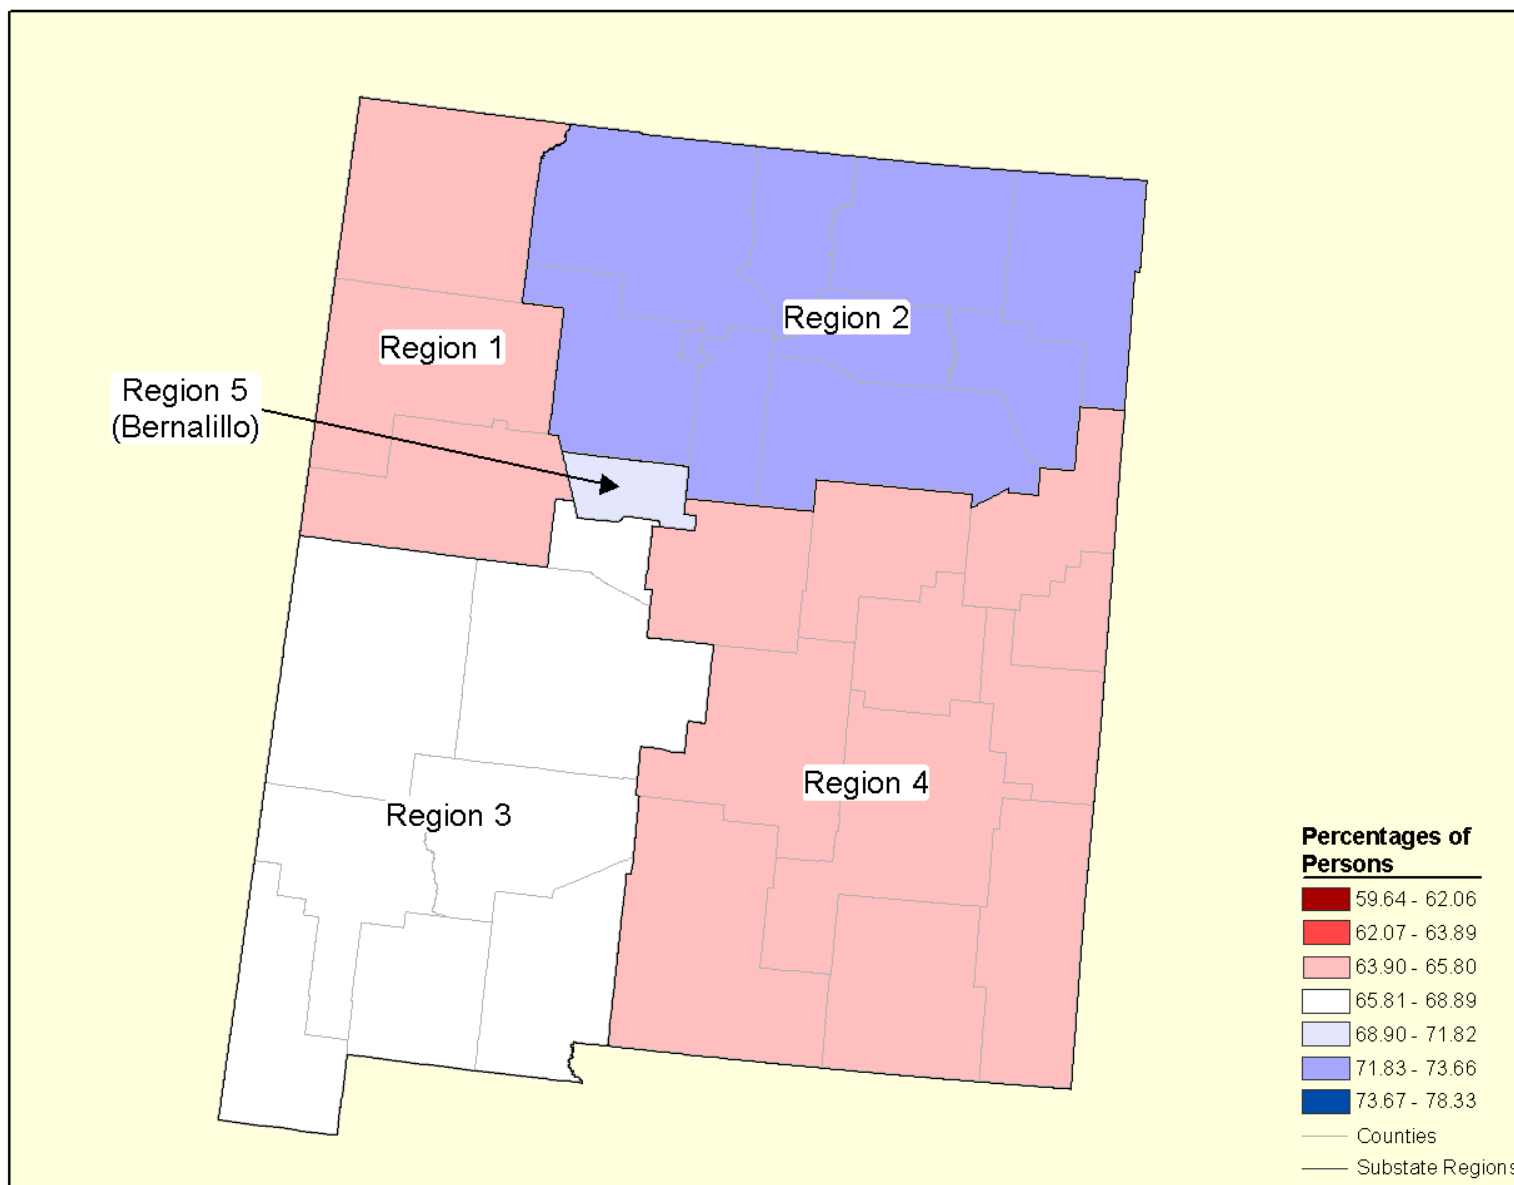 Region 2
Region 1
Region 5
(Bernalillo)
Region 4
Region 3
Percentages of
Persons
59.64 - 62.06
62.07 - 63.89
63.90 - 65.80
65.81 - 68.89
68.90 - 71.82
71.83 - 73.66
73.67 - 78.33
Counties
Substate Regions